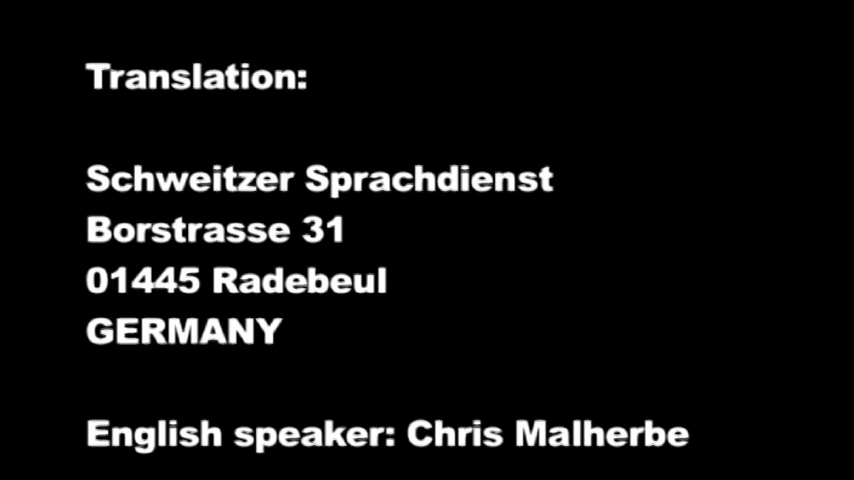 Translation:
Schweitzer Sprachdienst
Borstrasse 31
01445 Radebeul
GERMANY
English speaker: Chris Malherbe